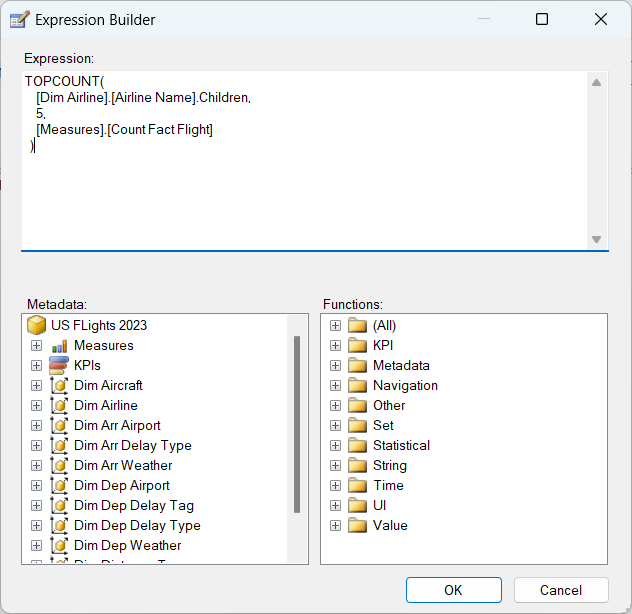 Expression Builder
Expression:
TOPCOUNT(
[Dim Airline].[Airline Name].Children,
5,
[Measures].[Count Fact Flight]
)
Metadata:
US FLights 2023
Measures
KPIs
Dim Aircraft
Dim Airline
Dim Arr Airport
Dim Arr Delay Type
Dim Arr Weather
Dim Dep Airport
Dim Dep Delay Tag
Dim Dep Delay Type
Dim Dep Weather
Functions:
(All)
KPI
Metadata
Navigation
Other
Set
Statistical
String
Time
UI
Value
OK
Cancel